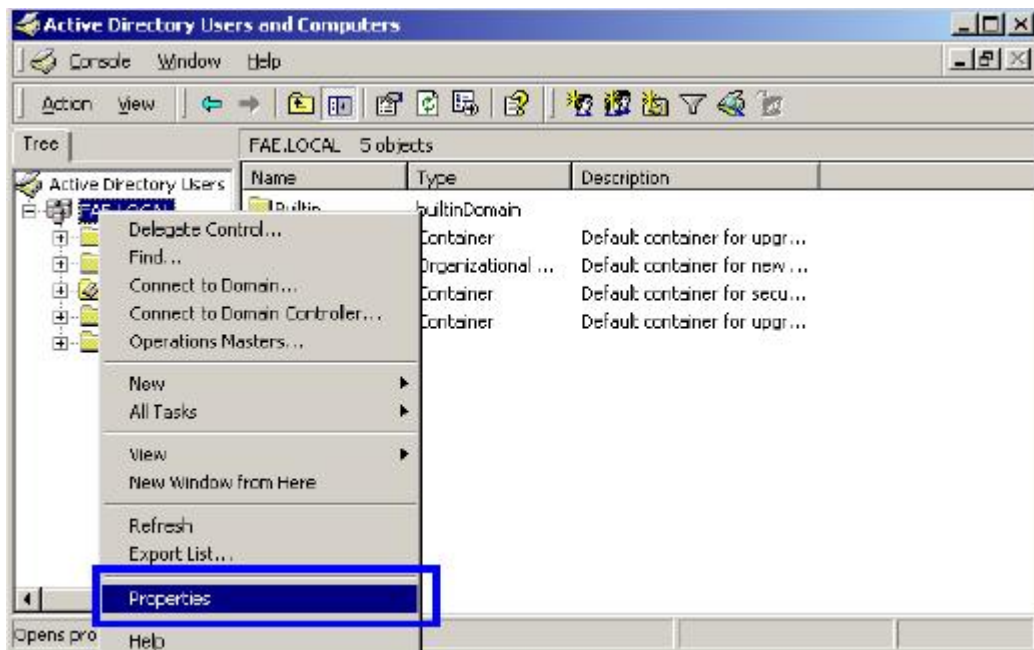 Active Directory Users and Computers
Console Window Help
Action View
Tree
FAE.LOCAL 5 objects
Active Directory Users
Name Type Description
FAE.LOCAL
Builtin builtinDomain
Container Default container for upgr...
Organizational ... Default container for new ...
Container Default container for secu...
Container Default container for upgr...
Delegate Control...
Find...
Connect to Domain...
Connect to Domain Controller...
Operations Masters...
New
All Tasks
View
New Window from Here
Refresh
Export List...
Properties
Help
Opens pro